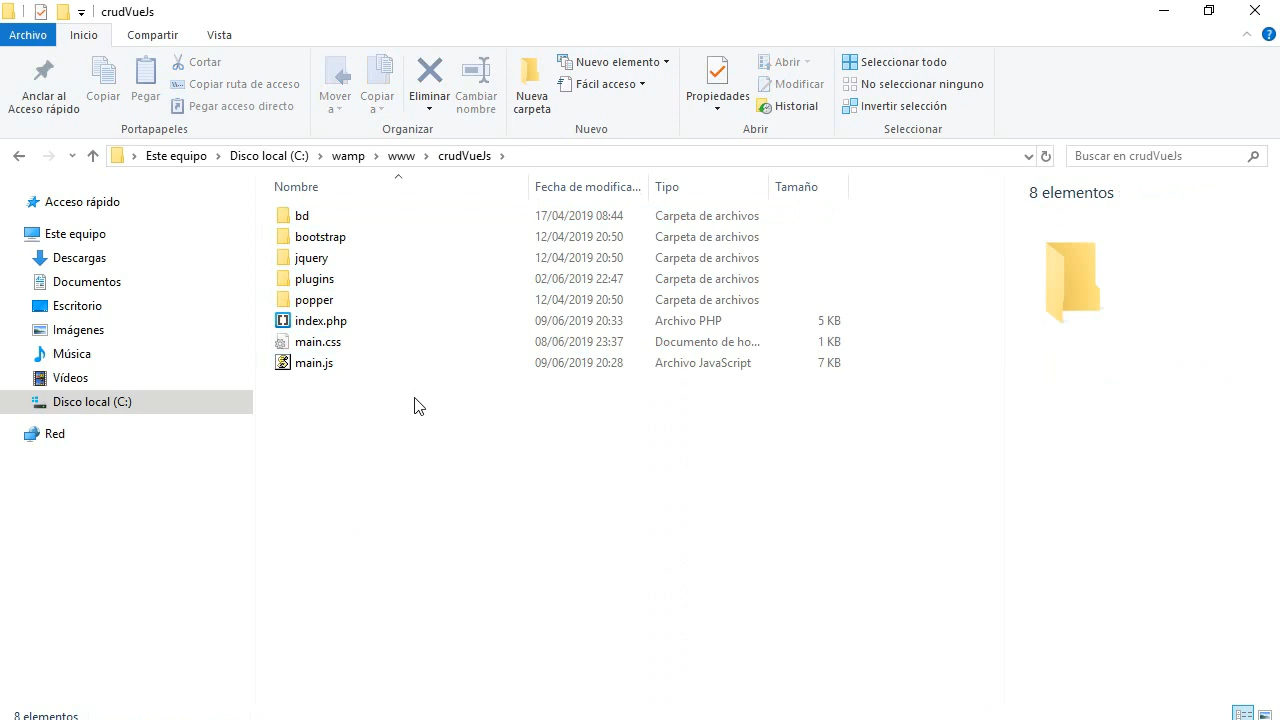 crudVueJs
Archivo Inicio Compartir Vista
Anclar al Acceso rápido
Copiar
Pegar
Cortar
Copiar ruta de acceso
Pegar acceso directo
Portapapeles
Mover a
Copiar a
Eliminar
Cambiar nombre
Organizar
Nueva carpeta
Nuevo elemento
Fácil acceso
Nuevo
Propiedades
Abrir
Modificar
Historial
Abrir
Seleccionar todo
No seleccionar ninguno
Invertir selección
Seleccionar
Este equipo > Disco local (C:) > wamp > www > crudVueJs >
Buscar en crudVueJs
Acceso rápido
Este equipo
Descargas
Documentos
Escritorio
Imágenes
Música
Vídeos
Disco local (C:)
Red
Nombre Fecha de modifica... Tipo Tamaño
bd 17/04/2019 08:44 Carpeta de archivos
bootstrap 12/04/2019 20:50 Carpeta de archivos
jquery 12/04/2019 20:50 Carpeta de archivos
plugins 02/06/2019 22:47 Carpeta de archivos
popper 12/04/2019 20:50 Carpeta de archivos
index.php 09/06/2019 20:33 Archivo PHP 5 KB
main.css 08/06/2019 23:37 Documento de ho... 1 KB
main.js 09/06/2019 20:28 Archivo JavaScript 7 KB
8 elementos
8 elementos